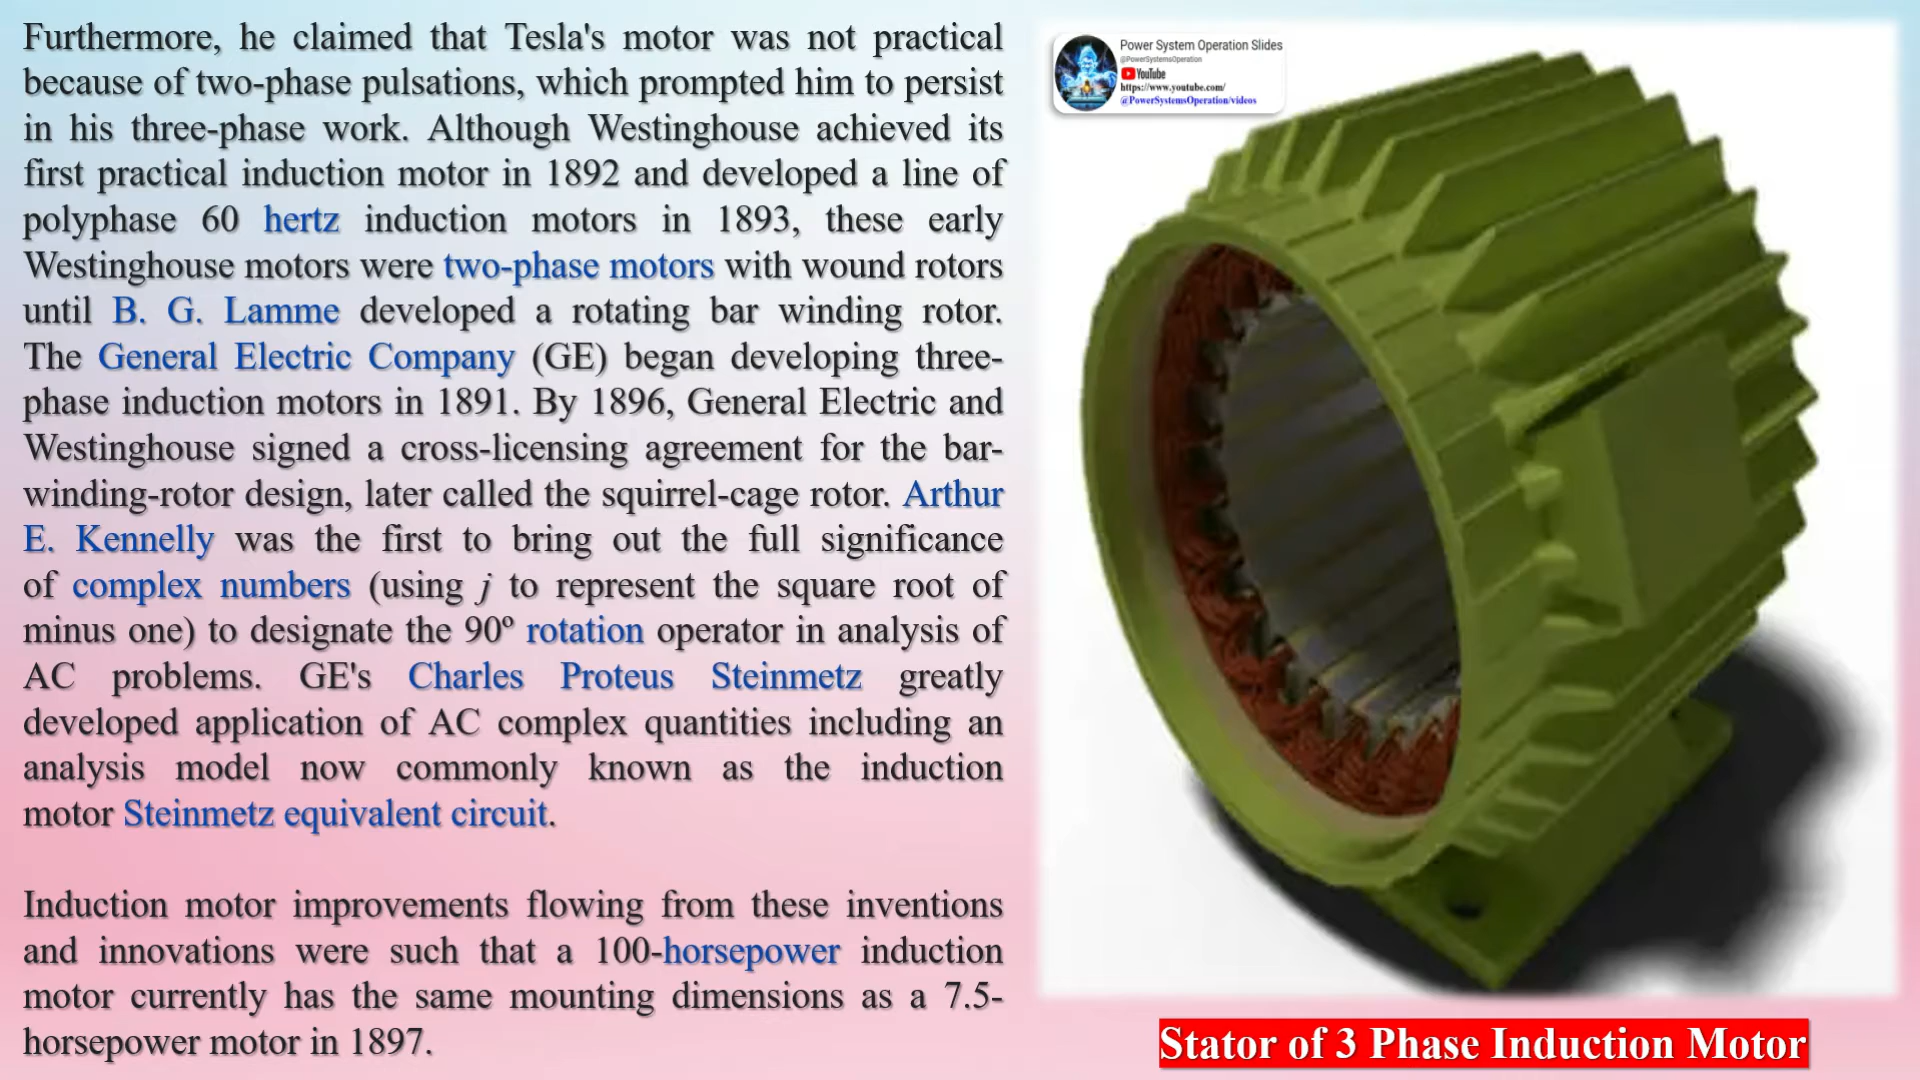 Furthermore, he claimed that Tesla's motor was not practical
because of two-phase pulsations, which prompted him to persist
in his three-phase work. Although Westinghouse achieved its
first practical induction motor in 1892 and developed a line of
polyphase 60 hertz induction motors in 1893, these early
Westinghouse motors were two-phase motors with wound rotors
until B. G. Lamme developed a rotating bar winding rotor.
The General Electric Company (GE) began developing three-
phase induction motors in 1891. By 1896, General Electric and
Westinghouse signed a cross-licensing agreement for the bar-
winding-rotor design, later called the squirrel-cage rotor. Arthur
E. Kennelly was the first to bring out the full significance
of complex numbers (using j to represent the square root of
minus one) to designate the 90º rotation operator in analysis of
AC problems. GE's Charles Proteus Steinmetz greatly
developed application of AC complex quantities including an
analysis model now commonly known as the induction
motor Steinmetz equivalent circuit.
Induction motor improvements flowing from these inventions
and innovations were such that a 100-horsepower induction
motor currently has the same mounting dimensions as a 7.5-
horsepower motor in 1897.
Power System Operation Slides
@PowerSystemsOperation
YouTube
https://www.youtube.com/
@PowerSystemsOperation/videos
Stator of 3 Phase Induction Motor